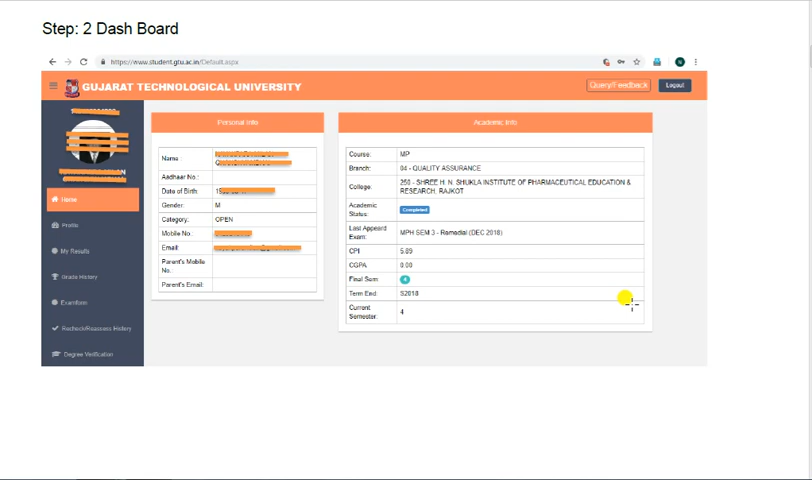 Step: 2 Dash Board
https://www.student.gtu.ac.in/Default.aspx
GUJARAT TECHNOLOGICAL UNIVERSITY
Query/Feedback
Logout
Home
Profile
My Results
Grade History
Examform
Recheck/Reassess History
Degree Verification
Personal Info
Name :
Aadhaar No.:
Date of Birth:
Gender: M
Category: OPEN
Mobile No.:
Email:
Parent's Mobile
No.:
Parent's Email:
Academic Info
Course: MP
Branch: 04 - QUALITY ASSURANCE
College: 250 - SHREE H. N. SHUKLA INSTITUTE OF PHARMACEUTICAL EDUCATION &
RESEARCH, RAJKOT
Academic
Status: Completed
Last Appeard
Exam: MPH SEM 3 - Remedial (DEC 2018)
CPI 5.89
CGPA 0.00
Final Sem: 4
Term End: S2018
Current
Semester: 4